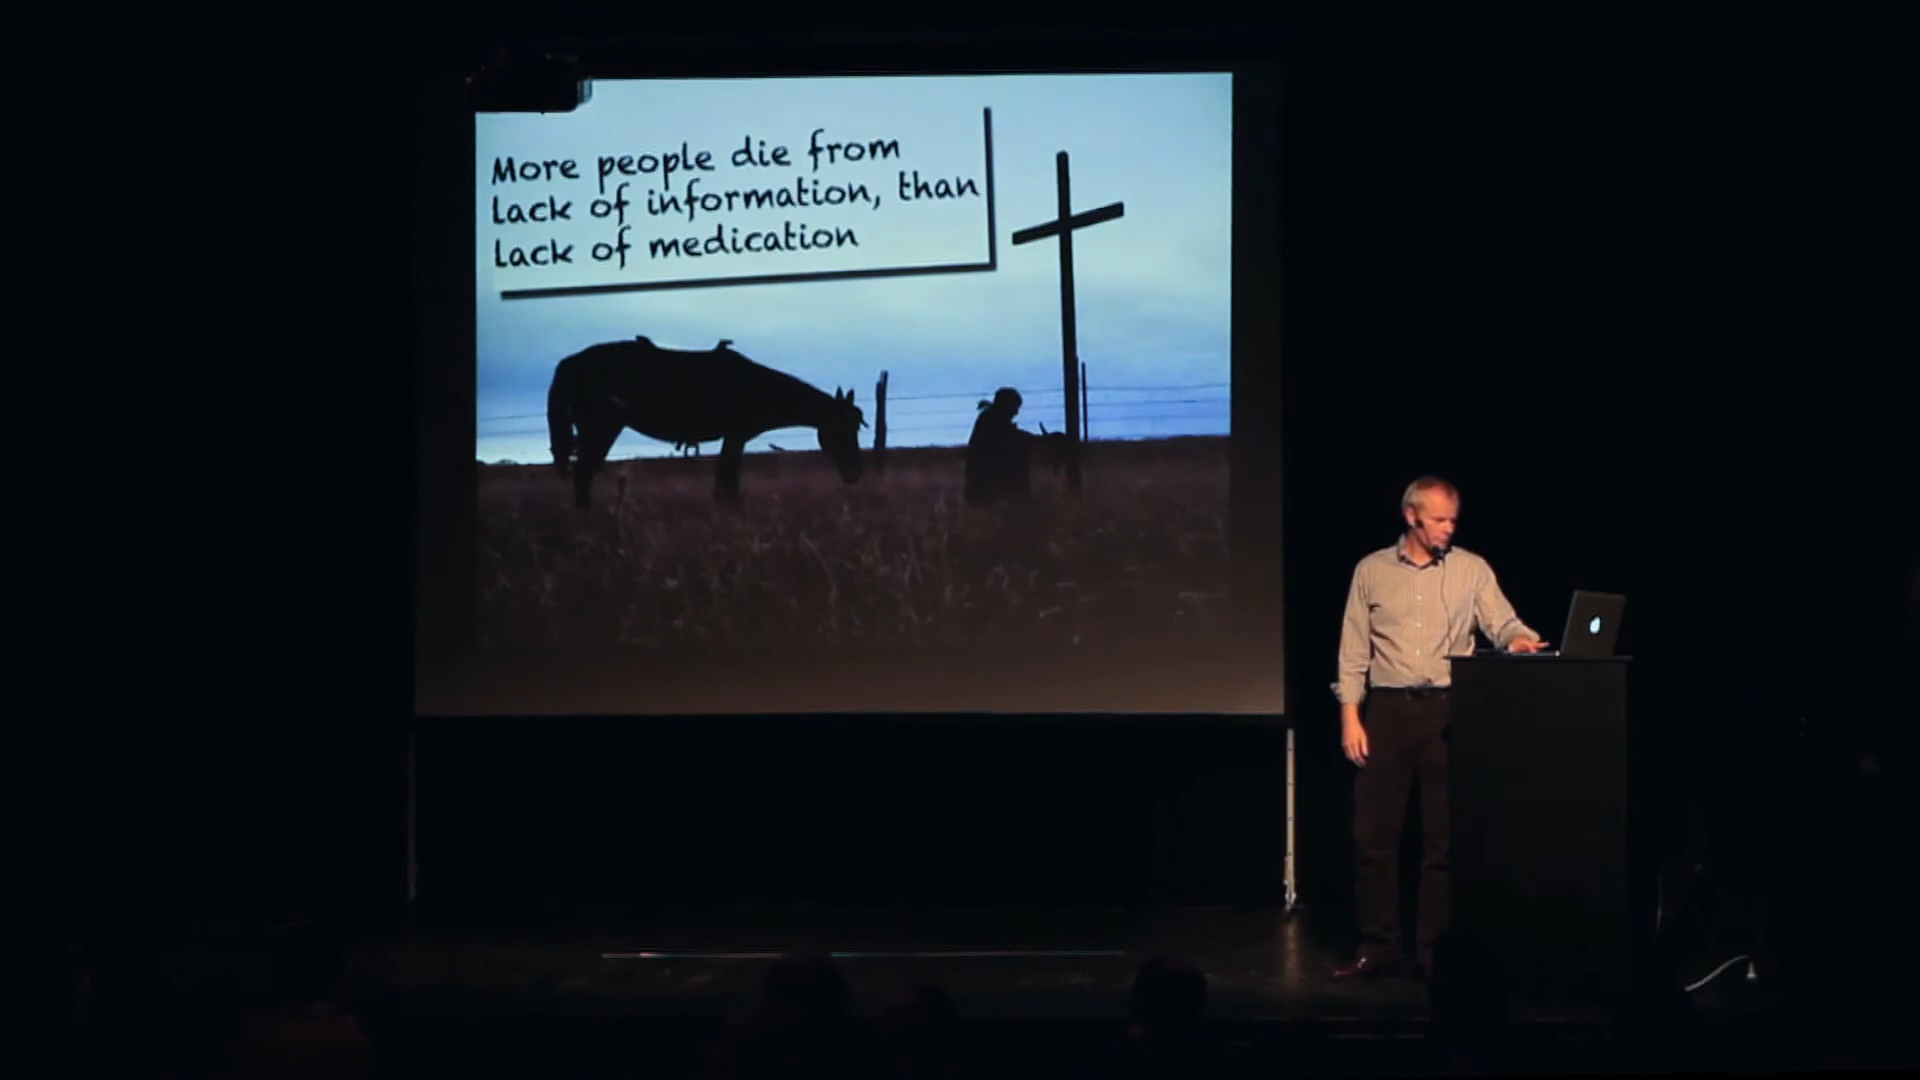 More people die from
lack of information, than
lack of medication